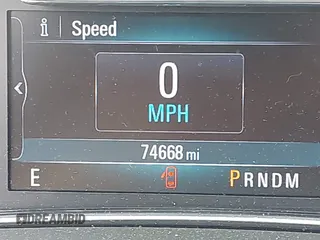 i Speed
0
MPH
74668 mi
E PRNDM
DREAMBID